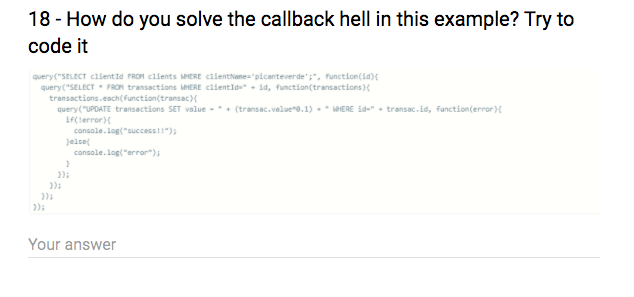 18 - How do you solve the callback hell in this example? Try to
code it
query("SELECT clientId FROM clients WHERE clientName='picanteverde';", function(id){
query("SELECT * FROM transactions WHERE clientId=" + id, function(transactions){
transactions.each(function(transac){
query("UPDATE transactions SET value = " + (transac.value*0.1) + " WHERE id=" + transac.id, function(error){
if(!error){
console.log("success!!");
}else{
console.log("error");
}
});
});
});
});
Your answer